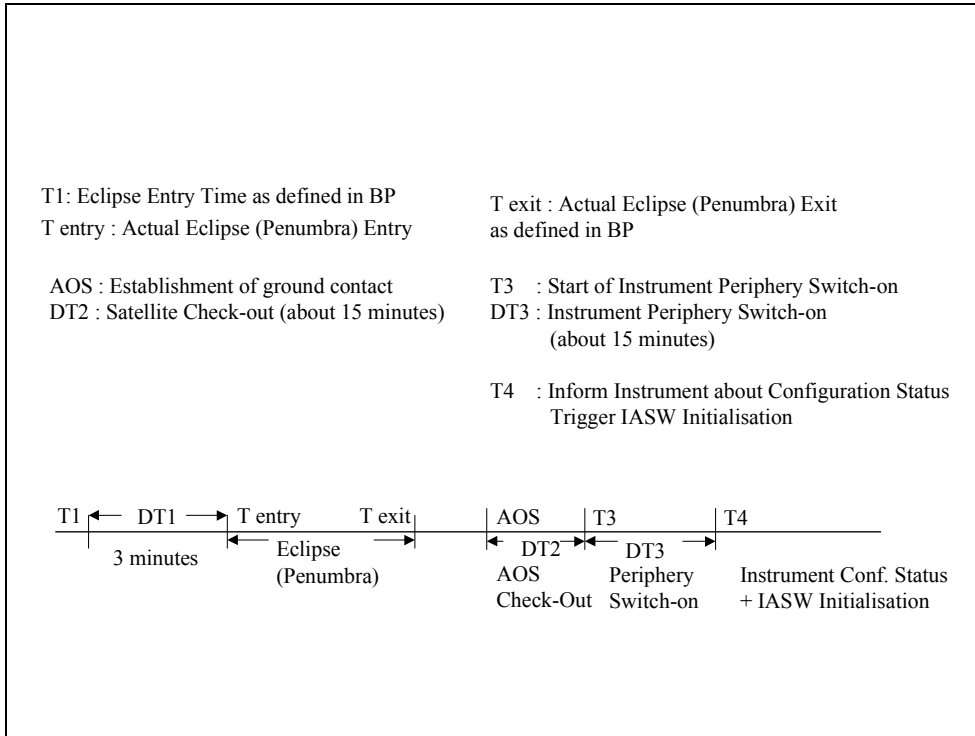 T1: Eclipse Entry Time as defined in BP
T entry : Actual Eclipse (Penumbra) Entry
AOS : Establishment of ground contact
DT2 : Satellite Check-out (about 15 minutes)
T exit : Actual Eclipse (Penumbra) Exit
as defined in BP
T3 : Start of Instrument Periphery Switch-on
DT3 : Instrument Periphery Switch-on
(about 15 minutes)
T4 : Inform Instrument about Configuration Status
Trigger IASW Initialisation
T1 DT1 T entry T exit AOS T3 T4
3 minutes Eclipse DT2 DT3
(Penumbra) AOS Periphery Instrument Conf. Status
Check-Out Switch-on + IASW Initialisation